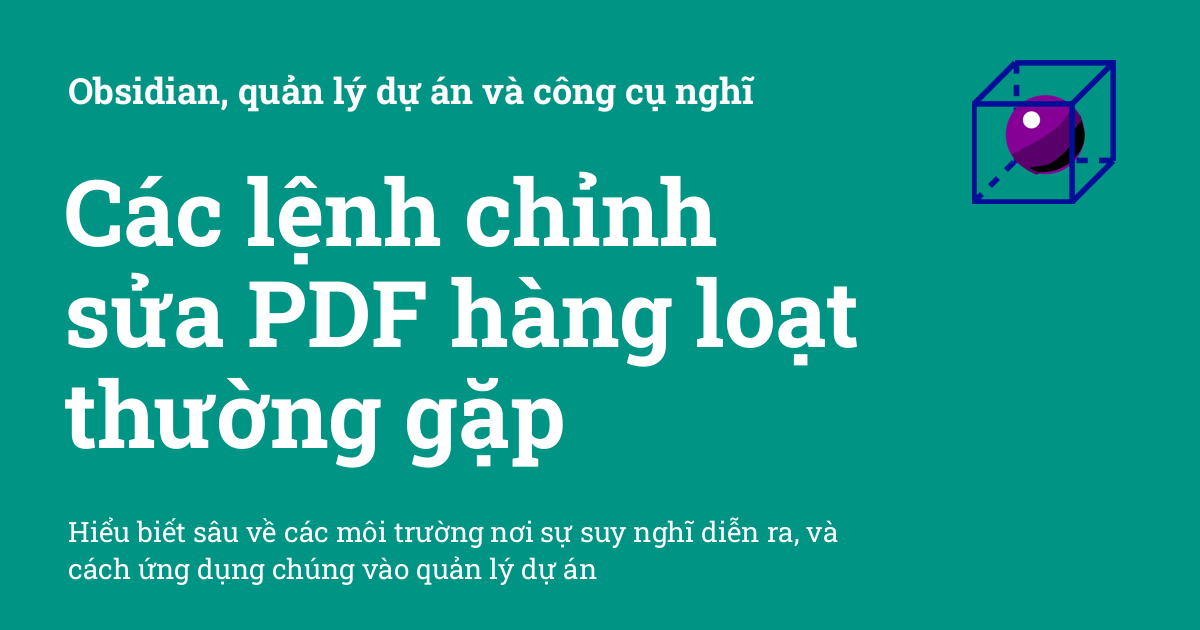 Obsidian, quản lý dự án và công cụ nghĩ
Các lệnh chỉnh
sửa PDF hàng loạt
thường gặp
Hiểu biết sâu về các môi trường nơi sự suy nghĩ diễn ra, và
cách ứng dụng chúng vào quản lý dự án